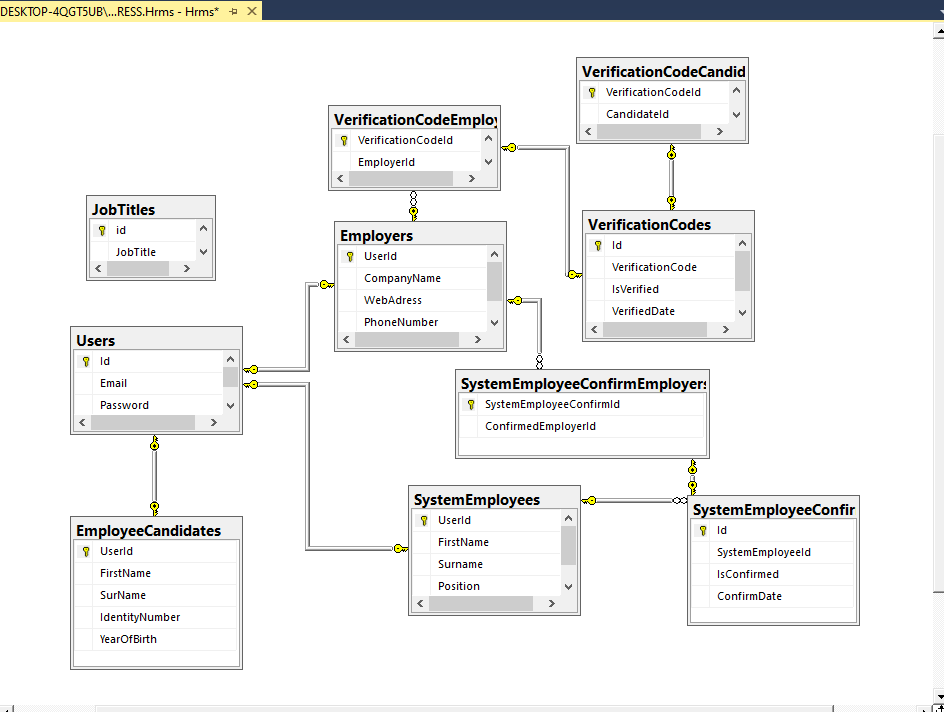 DESKTOP-4QGT5UB\...RESS.Hrms - Hrms*
VerificationCodeCandid
VerificationCodeId
CandidateId
VerificationCodeEmploy
VerificationCodeId
EmployerId
JobTitles
id
JobTitle
Employers
UserId
CompanyName
WebAdress
PhoneNumber
VerificationCodes
Id
VerificationCode
IsVerified
VerifiedDate
Users
Id
Email
Password
SystemEmployeeConfirmEmployers
SystemEmployeeConfirmId
ConfirmedEmployerId
EmployeeCandidates
UserId
FirstName
SurName
IdentityNumber
YearOfBirth
SystemEmployees
UserId
FirstName
Surname
Position
SystemEmployeeConfir
Id
SystemEmployeeId
IsConfirmed
ConfirmDate